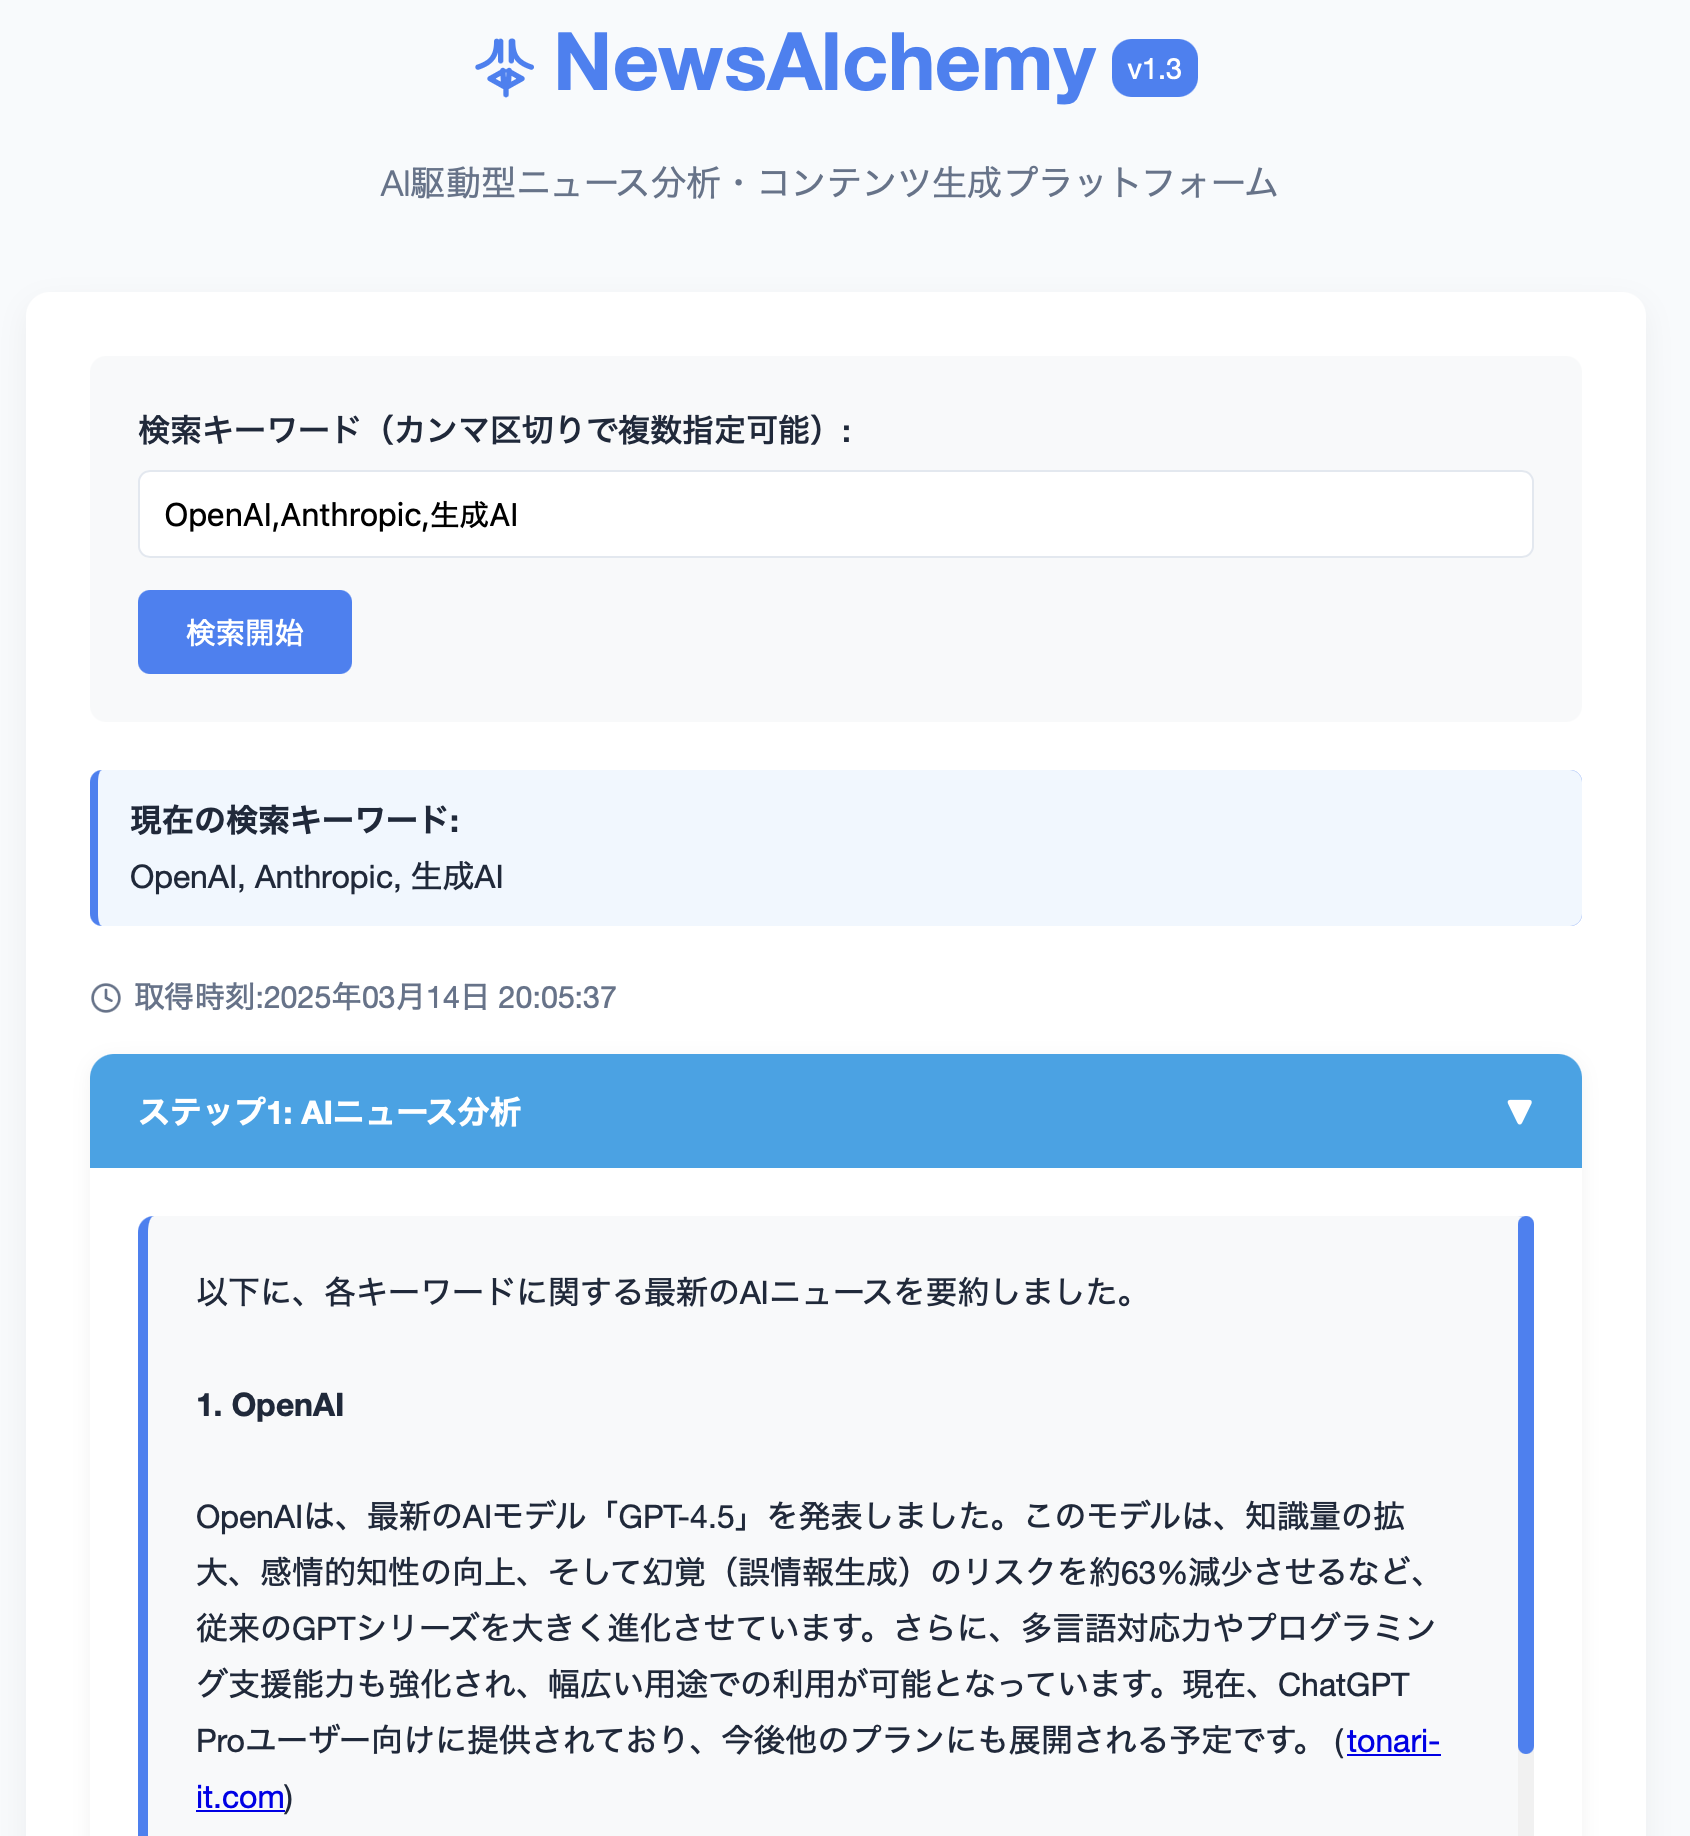 NewsAlchemy v1.3
AI駆動型ニュース分析・コンテンツ生成プラットフォーム
検索キーワード（カンマ区切りで複数指定可能）:
OpenAI,Anthropic,生成AI
検索開始
現在の検索キーワード:
OpenAI, Anthropic, 生成AI
取得時刻:2025年03月14日 20:05:37
ステップ1: AIニュース分析 ▼
以下に、各キーワードに関する最新のAIニュースを要約しました。
1. OpenAI
OpenAIは、最新のAIモデル「GPT-4.5」を発表しました。このモデルは、知識量の拡
大、感情的知性の向上、そして幻覚（誤情報生成）のリスクを約63%減少させるなど、
従来のGPTシリーズを大きく進化させています。さらに、多言語対応力やプログラミン
グ支援能力も強化され、幅広い用途での利用が可能となっています。現在、ChatGPT
Proユーザー向けに提供されており、今後他のプランにも展開される予定です。 (tonari-
it.com)